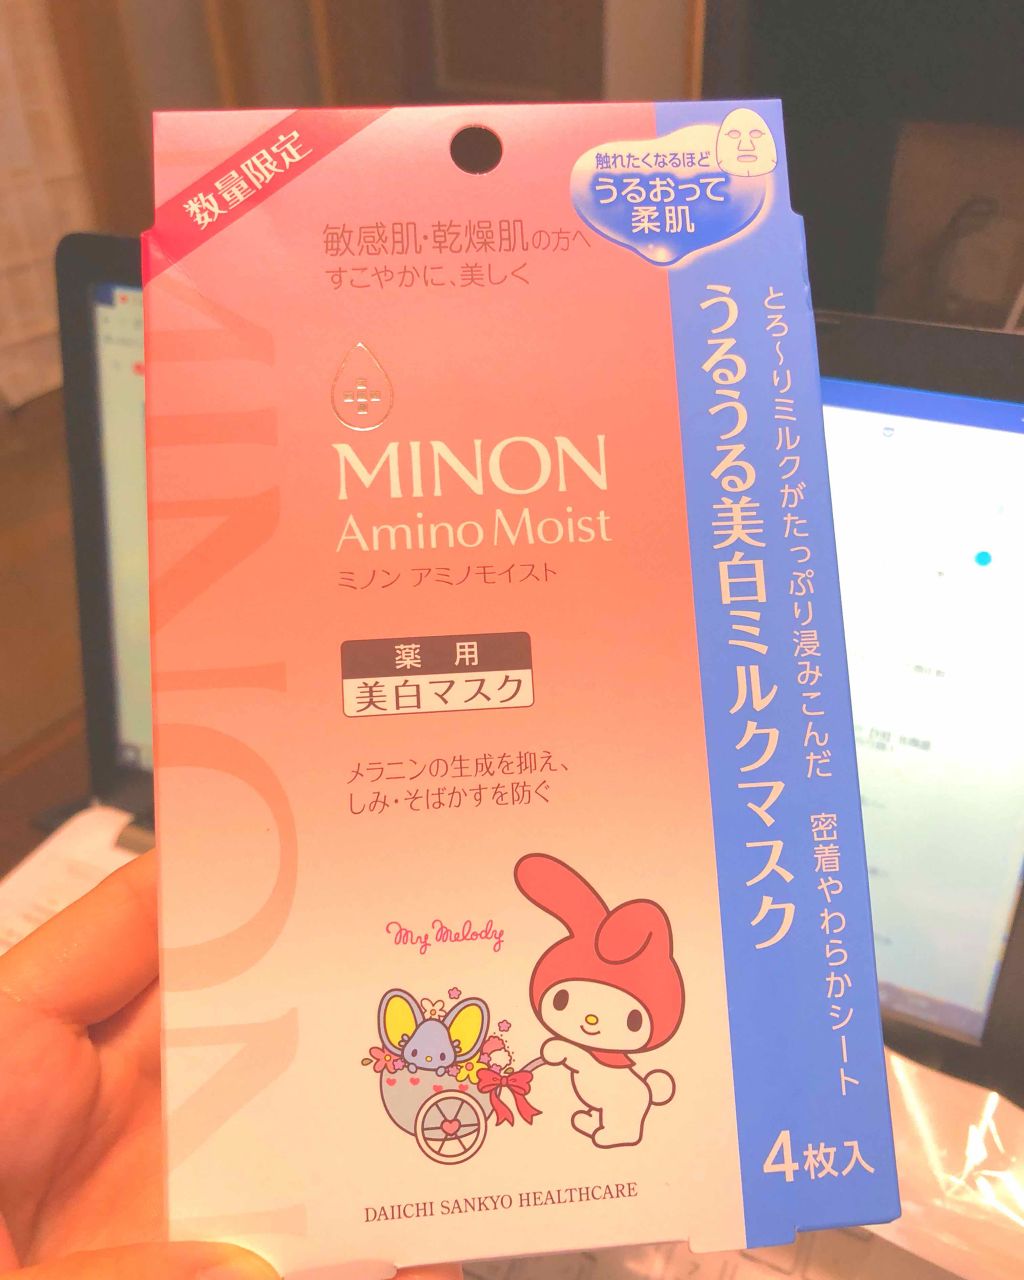 数量限定
触れたくなるほど
うるおって
柔肌
敏感肌・乾燥肌の方へ
すこやかに、美しく
MINON
Amino Moist
ミノン アミノモイスト
薬用
美白マスク
メラニンの生成を抑え、
しみ・そばかすを防ぐ
My Melody
DAIICHI SANKYO HEALTHCARE
とろ～りミルクがたっぷり浸みこんだ 密着やわらかシート
うるうる美白ミルクマスク
4枚入
MINON